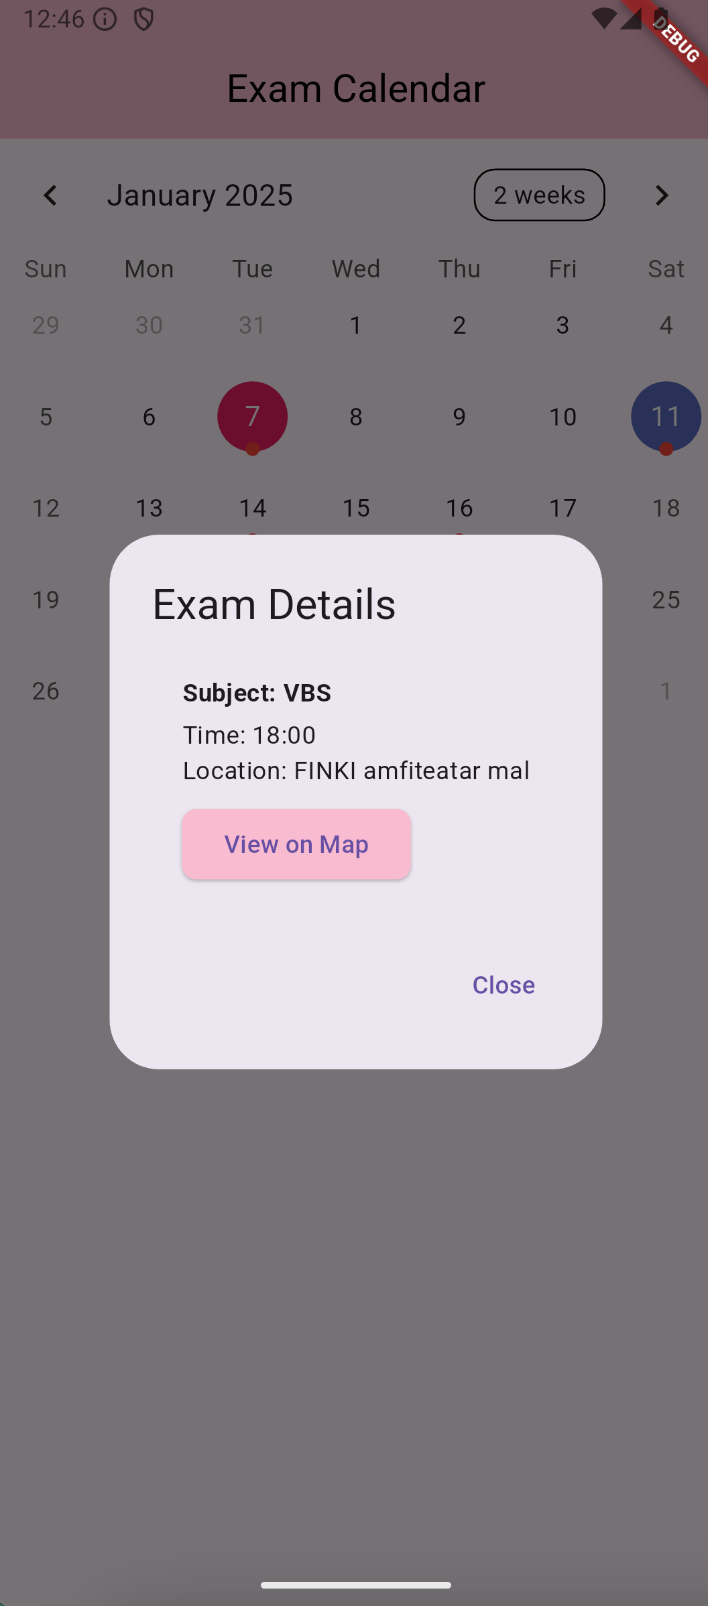 12:46
DEBUG
Exam Calendar
January 2025 2 weeks
Sun Mon Tue Wed Thu Fri Sat
29 30 31 1 2 3 4
5 6 7 8 9 10 11
12 13 14 15 16 17 18
19 25
26 1
Exam Details
Subject: VBS
Time: 18:00
Location: FINKI amfiteatar mal
View on Map
Close